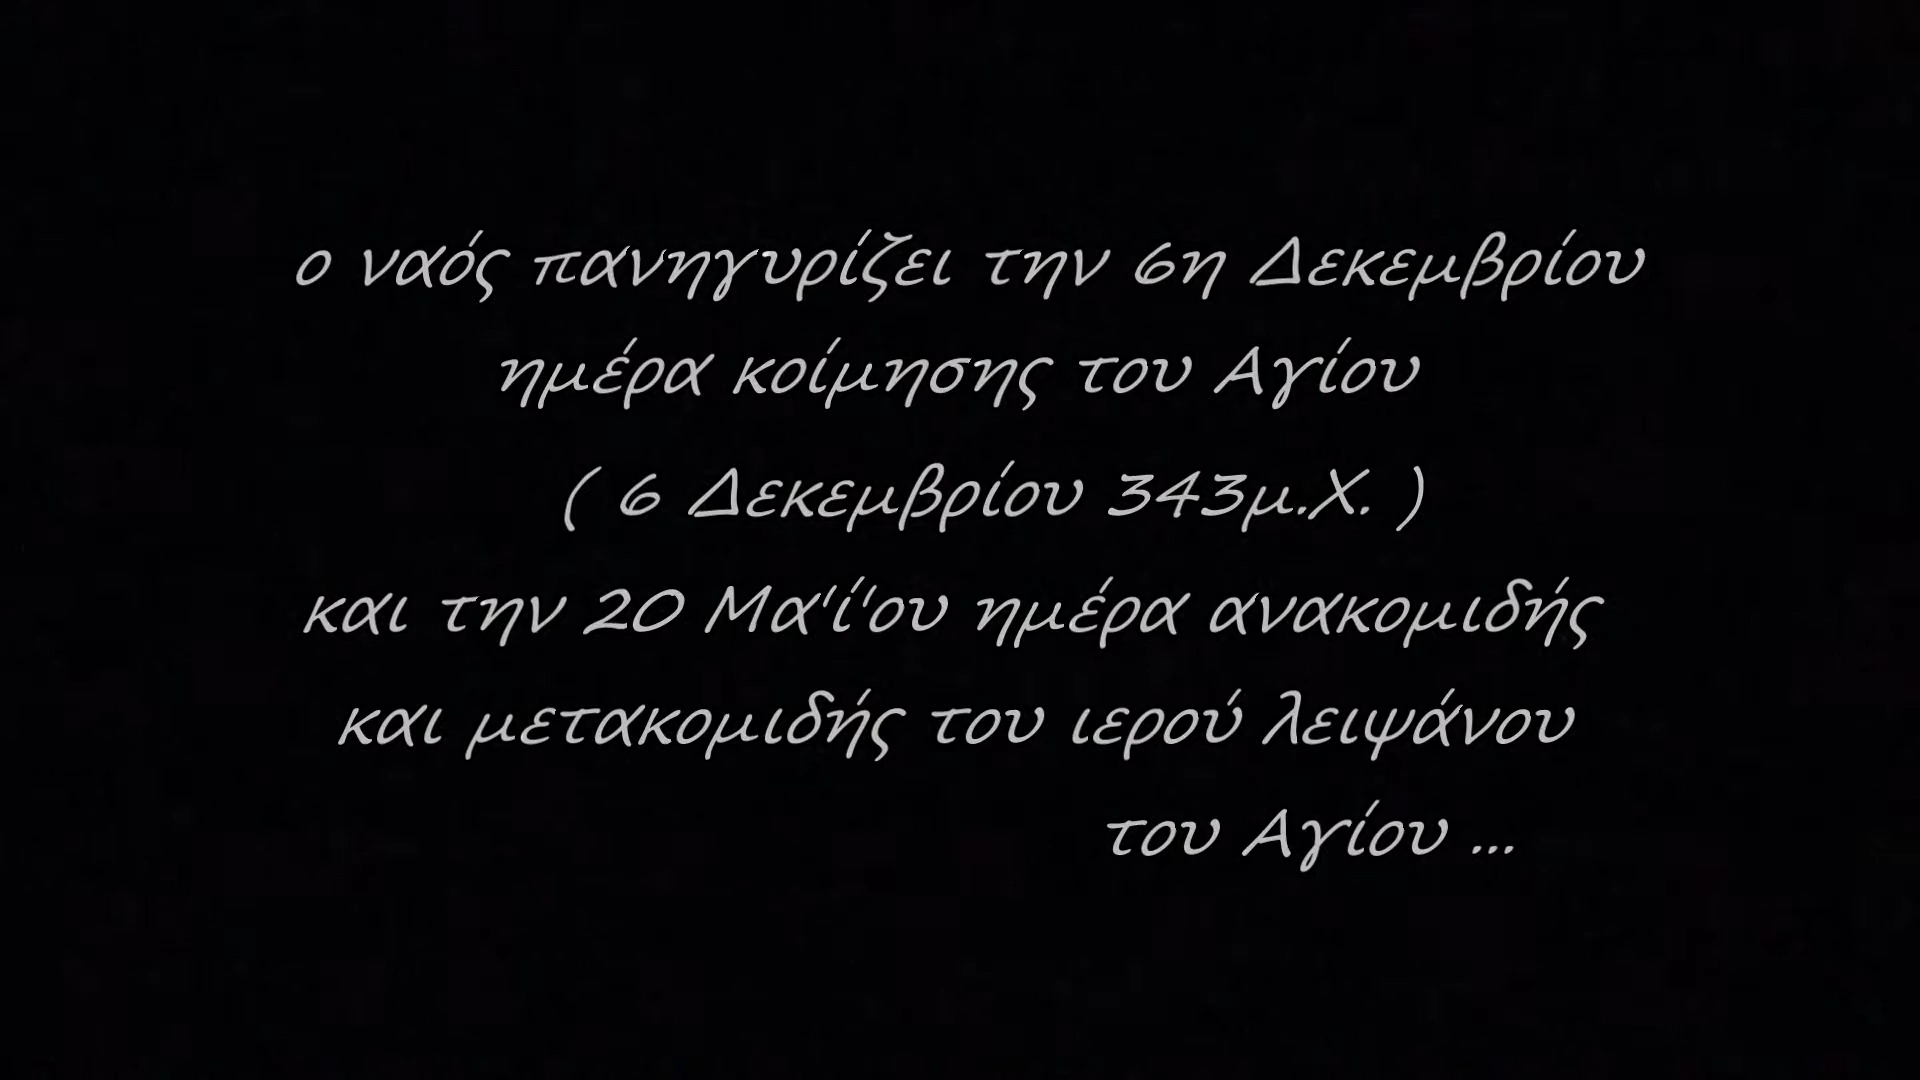 ο ναός πανηγυρίζει την 6η Δεκεμβρίου
ημέρα κοίμησης του Αγίου
( 6 Δεκεμβρίου 343μ.Χ. )
και την 20 Μα'ί'ου ημέρα ανακομιδής
και μετακομιδής του ιερού λειψάνου
του Αγίου ...